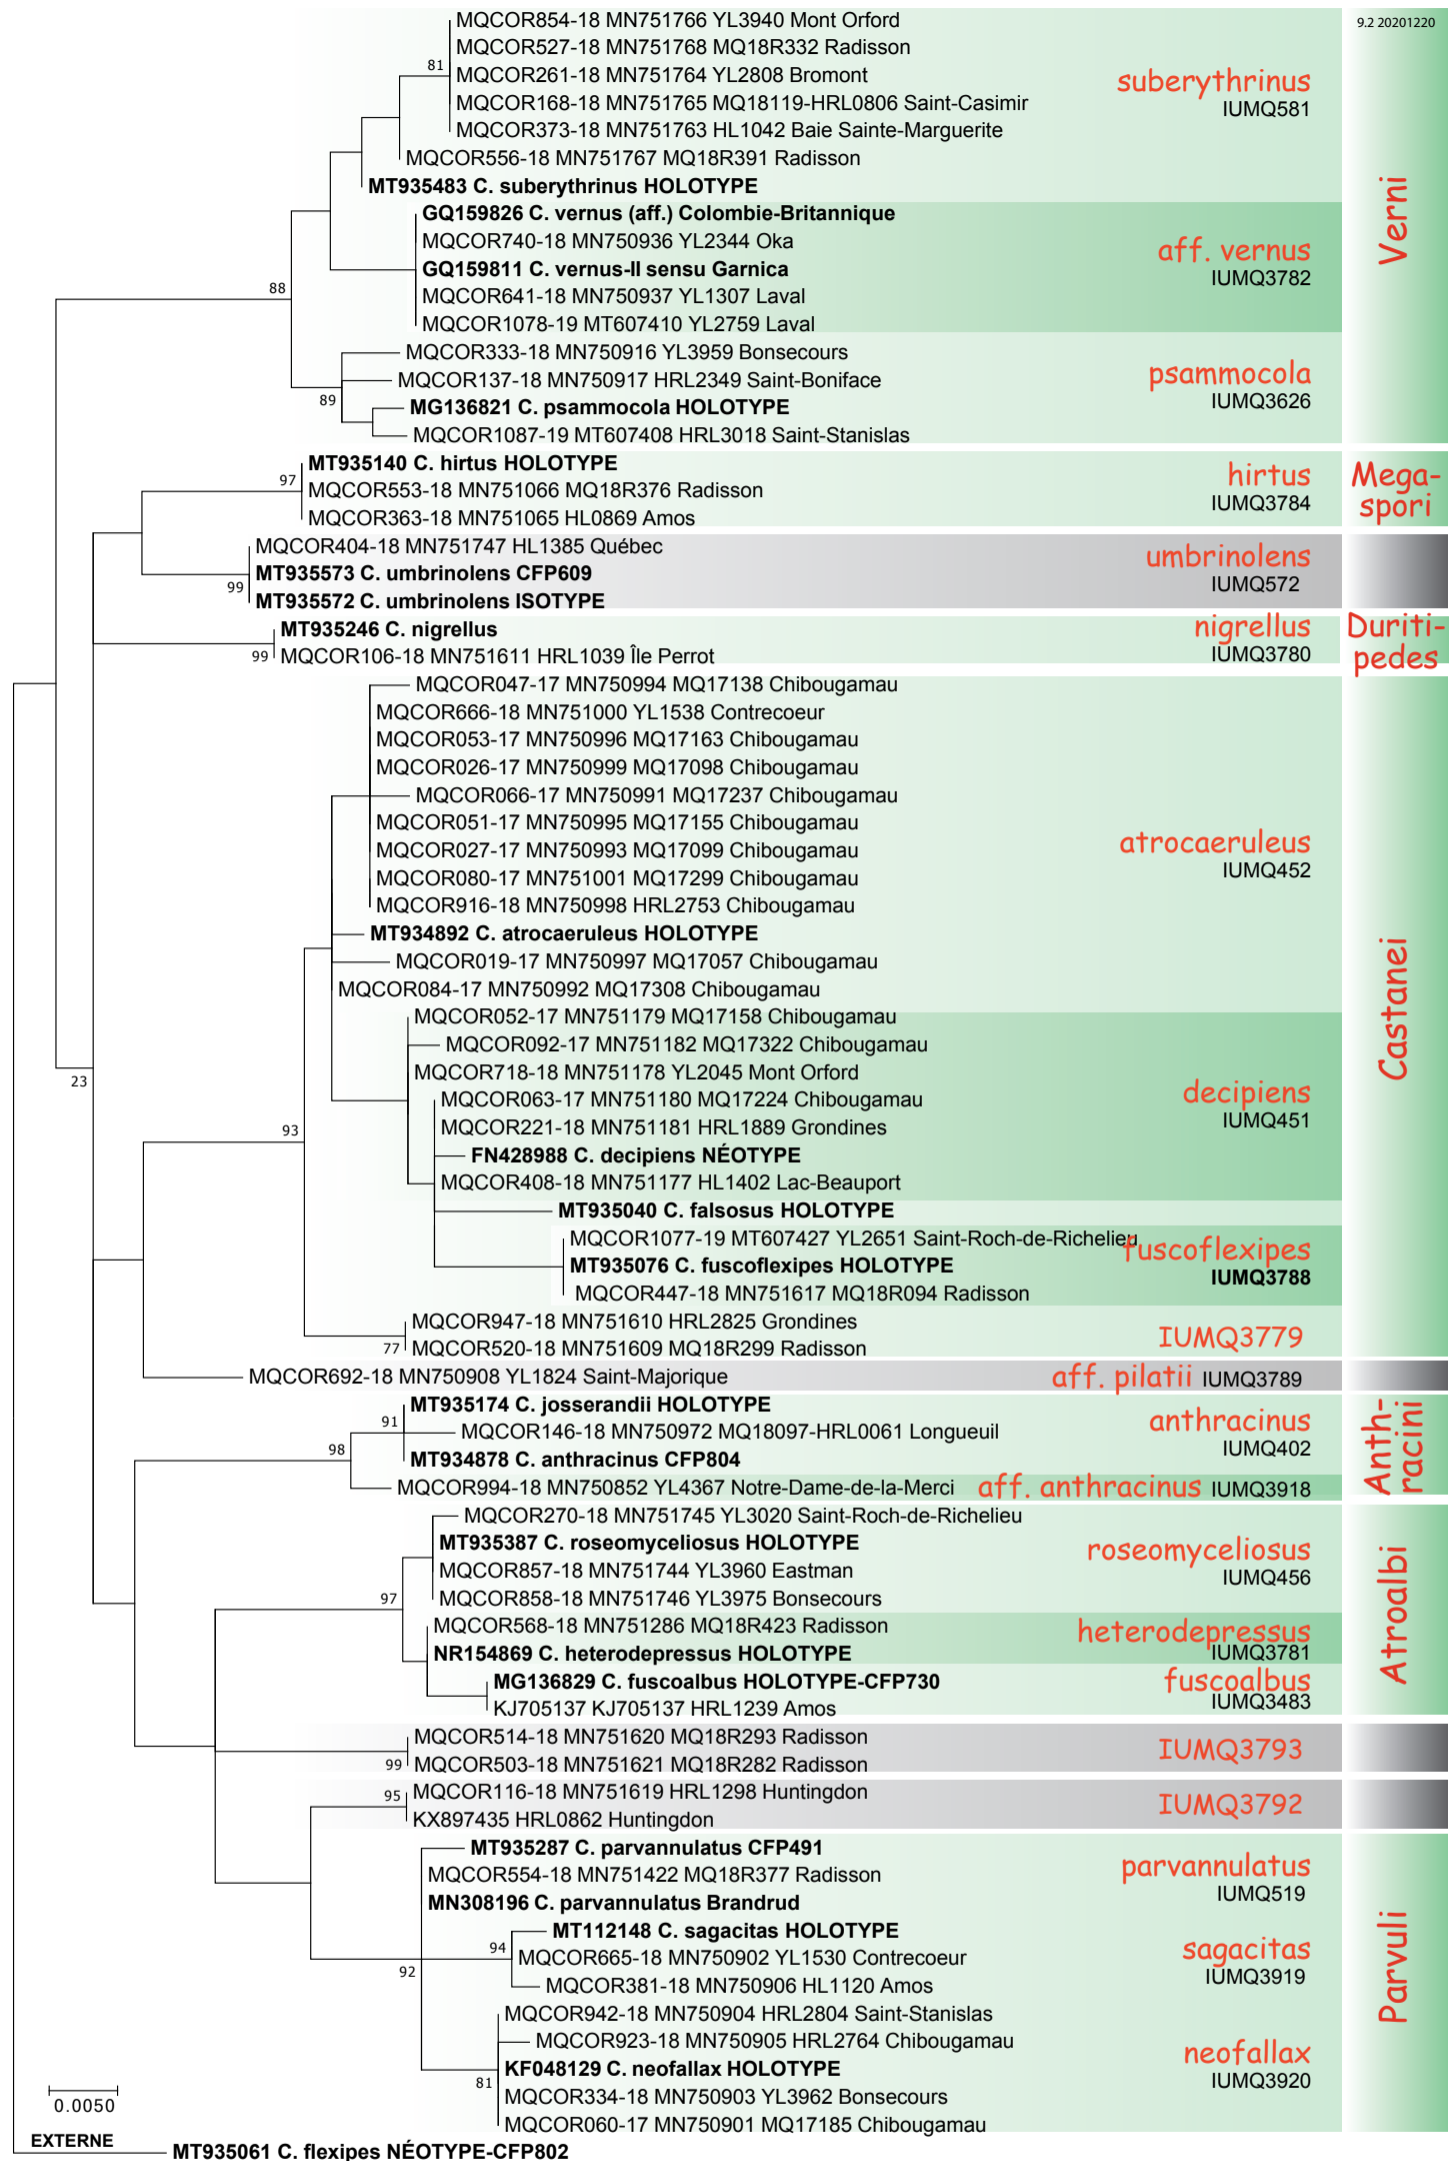 MQCOR854-18 MN751766 YL3940 Mont Orford
9.2 20201220
MQCOR527-18 MN751768 MQ18R332 Radisson
81
MQCOR261-18 MN751764 YL2808 Bromont
suberythrinus
IUMQ581
MQCOR168-18 MN751765 MQ18119-HRL0806 Saint-Casimir
MQCOR373-18 MN751763 HL1042 Baie Sainte-Marguerite
MQCOR556-18 MN751767 MQ18R391 Radisson
MT935483 C. suberythrinus HOLOTYPE
Verni
GQ159826 C. vernus (aff.) Colombie-Britannique
MQCOR740-18 MN750936 YL2344 Oka
aff. vernus
IUMQ3782
GQ159811 C. vernus-II sensu Garnica
88
MQCOR641-18 MN750937 YL1307 Laval
MQCOR1078-19 MT607410 YL2759 Laval
MQCOR333-18 MN750916 YL3959 Bonsecours
MQCOR137-18 MN750917 HRL2349 Saint-Boniface
psammocola
IUMQ3626
89
MG136821 C. psammocola HOLOTYPE
MQCOR1087-19 MT607408 HRL3018 Saint-Stanislas
MT935140 C. hirtus HOLOTYPE
97
hirtus
IUMQ3784
Mega-
spori
MQCOR553-18 MN751066 MQ18R376 Radisson
MQCOR363-18 MN751065 HL0869 Amos
MQCOR404-18 MN751747 HL1385 Québec
umbrinolens
IUMQ572
MT935573 C. umbrinolens CFP609
99
MT935572 C. umbrinolens ISOTYPE
MT935246 C. nigrellus
nigrellus
IUMQ3780
Duriti-
pedes
99
MQCOR106-18 MN751611 HRL1039 Île Perrot
MQCOR047-17 MN750994 MQ17138 Chibougamau
MQCOR666-18 MN751000 YL1538 Contrecoeur
MQCOR053-17 MN750996 MQ17163 Chibougamau
MQCOR026-17 MN750999 MQ17098 Chibougamau
MQCOR066-17 MN750991 MQ17237 Chibougamau
MQCOR051-17 MN750995 MQ17155 Chibougamau
atrocaeruleus
IUMQ452
MQCOR027-17 MN750993 MQ17099 Chibougamau
MQCOR080-17 MN751001 MQ17299 Chibougamau
MQCOR916-18 MN750998 HRL2753 Chibougamau
MT934892 C. atrocaeruleus HOLOTYPE
MQCOR019-17 MN750997 MQ17057 Chibougamau
MQCOR084-17 MN750992 MQ17308 Chibougamau
Castanei
MQCOR052-17 MN751179 MQ17158 Chibougamau
MQCOR092-17 MN751182 MQ17322 Chibougamau
MQCOR718-18 MN751178 YL2045 Mont Orford
23
decipiens
IUMQ451
MQCOR063-17 MN751180 MQ17224 Chibougamau
MQCOR221-18 MN751181 HRL1889 Grondines
93
FN428988 C. decipiens NÉOTYPE
MQCOR408-18 MN751177 HL1402 Lac-Beauport
MT935040 C. falsosus HOLOTYPE
MQCOR1077-19 MT607427 YL2651 Saint-Roch-de-Richelieu
fuscoflexipes
IUMQ3788
MT935076 C. fuscoflexipes HOLOTYPE
MQCOR447-18 MN751617 MQ18R094 Radisson
MQCOR947-18 MN751610 HRL2825 Grondines
IUMQ3779
77
MQCOR520-18 MN751609 MQ18R299 Radisson
MQCOR692-18 MN750908 YL1824 Saint-Majorique
aff. pilatii IUMQ3789
MT935174 C. josserandii HOLOTYPE
91
anthracinus
IUMQ402
Anth-
racini
MQCOR146-18 MN750972 MQ18097-HRL0061 Longueuil
98
MT934878 C. anthracinus CFP804
MQCOR994-18 MN750852 YL4367 Notre-Dame-de-la-Merci
aff. anthracinus IUMQ3918
MQCOR270-18 MN751745 YL3020 Saint-Roch-de-Richelieu
MT935387 C. roseomyceliosus HOLOTYPE
roseomyceliosus
IUMQ456
MQCOR857-18 MN751744 YL3960 Eastman
97
MQCOR858-18 MN751746 YL3975 Bonsecours
Atroalbi
MQCOR568-18 MN751286 MQ18R423 Radisson
heterodepressus
IUMQ3781
NR154869 C. heterodepressus HOLOTYPE
MG136829 C. fuscoalbus HOLOTYPE-CFP730
fuscoalbus
IUMQ3483
KJ705137 KJ705137 HRL1239 Amos
MQCOR514-18 MN751620 MQ18R293 Radisson
IUMQ3793
99
MQCOR503-18 MN751621 MQ18R282 Radisson
MQCOR116-18 MN751619 HRL1298 Huntingdon
95
IUMQ3792
KX897435 HRL0862 Huntingdon
MT935287 C. parvannulatus CFP491
parvannulatus
IUMQ519
MQCOR554-18 MN751422 MQ18R377 Radisson
MN308196 C. parvannulatus Brandrud
MT112148 C. sagacitas HOLOTYPE
94
sagacitas
IUMQ3919
MQCOR665-18 MN750902 YL1530 Contrecoeur
92
MQCOR381-18 MN750906 HL1120 Amos
Parvuli
MQCOR942-18 MN750904 HRL2804 Saint-Stanislas
MQCOR923-18 MN750905 HRL2764 Chibougamau
neofallax
IUMQ3920
KF048129 C. neofallax HOLOTYPE
81
MQCOR334-18 MN750903 YL3962 Bonsecours
0.0050
MQCOR060-17 MN750901 MQ17185 Chibougamau
EXTERNE
MT935061 C. flexipes NÉOTYPE-CFP802